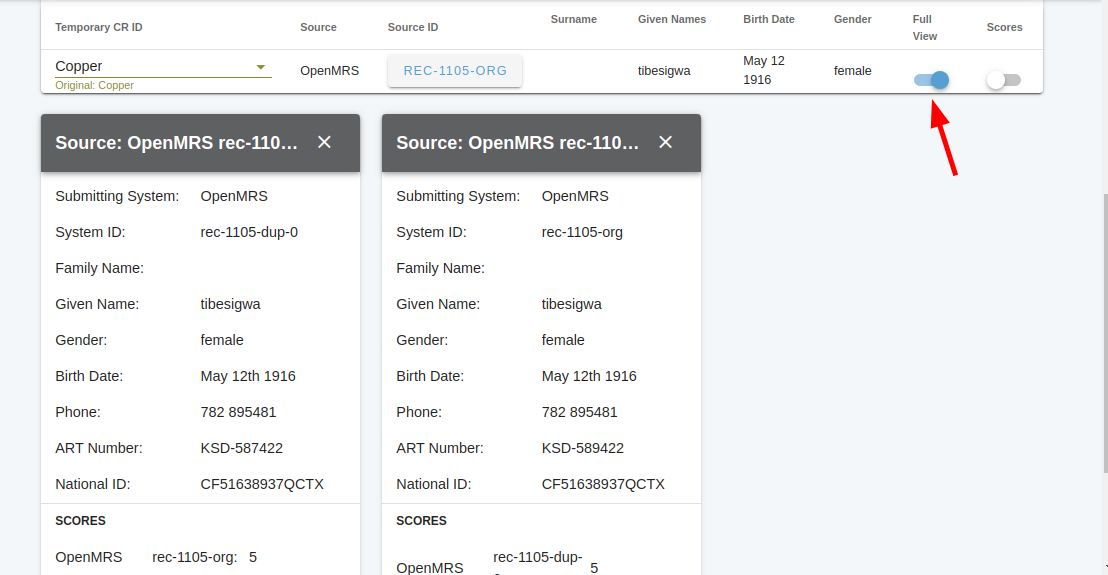 Temporary CR ID Source Source ID Surname Given Names Birth Date Gender Full View Scores
Copper OpenMRS REC-1105-ORG tibesigwa May 12 1916 female
Original: Copper
Source: OpenMRS rec-110...
Submitting System: OpenMRS
System ID: rec-1105-dup-0
Family Name:
Given Name: tibesigwa
Gender: female
Birth Date: May 12th 1916
Phone: 782 895481
ART Number: KSD-587422
National ID: CF51638937QCTX
SCORES
OpenMRS rec-1105-org: 5
Source: OpenMRS rec-110...
Submitting System: OpenMRS
System ID: rec-1105-org
Family Name:
Given Name: tibesigwa
Gender: female
Birth Date: May 12th 1916
Phone: 782 895481
ART Number: KSD-589422
National ID: CF51638937QCTX
SCORES
OpenMRS rec-1105-dup- 5